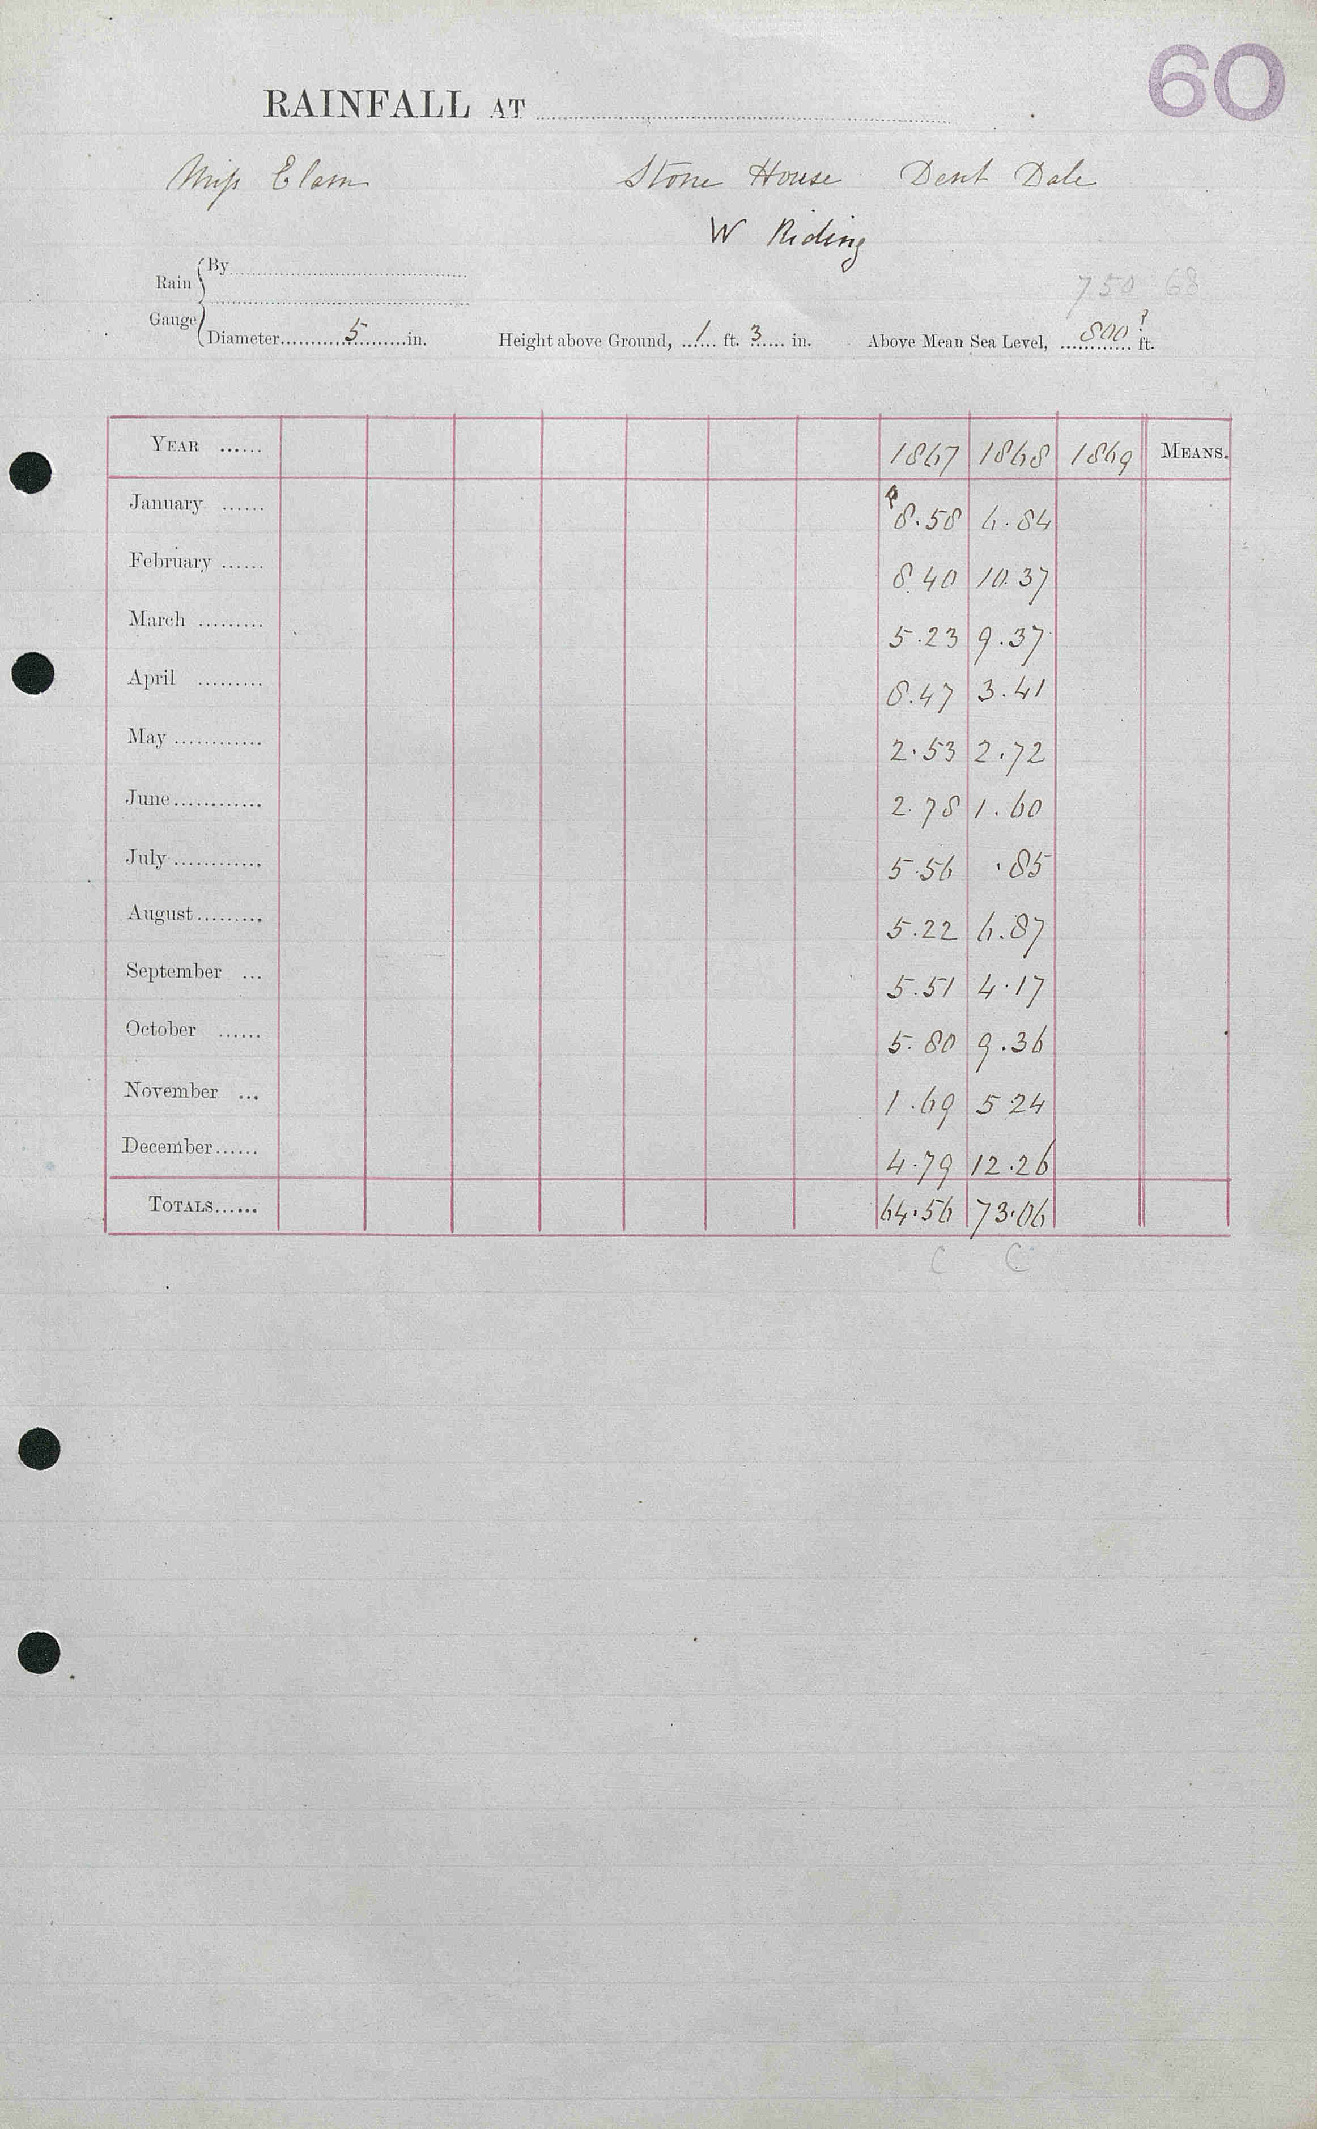 60
RAINFALL AT
Miss Elam Stone House Dent Dale
W Riding
750 68
Rain Gauge By
Diameter 5 in. Height above Ground, 1 ft. 3 in. Above Mean Sea Level, 800? ft.
YEAR ...... 1867 1868 1869 MEANS.
January ...... 8.58 6.84
February ...... 8.40 10.37
March ......... 5.23 9.37
April ......... 8.47 3.41
May ............ 2.53 2.72
June ............ 2.78 1.60
July ............ 5.56 .85
August ......... 5.22 6.87
September ... 5.51 4.17
October ...... 5.80 9.36
November ... 1.69 5.24
December ...... 4.79 12.26
TOTALS ...... 64.56 73.06
C C